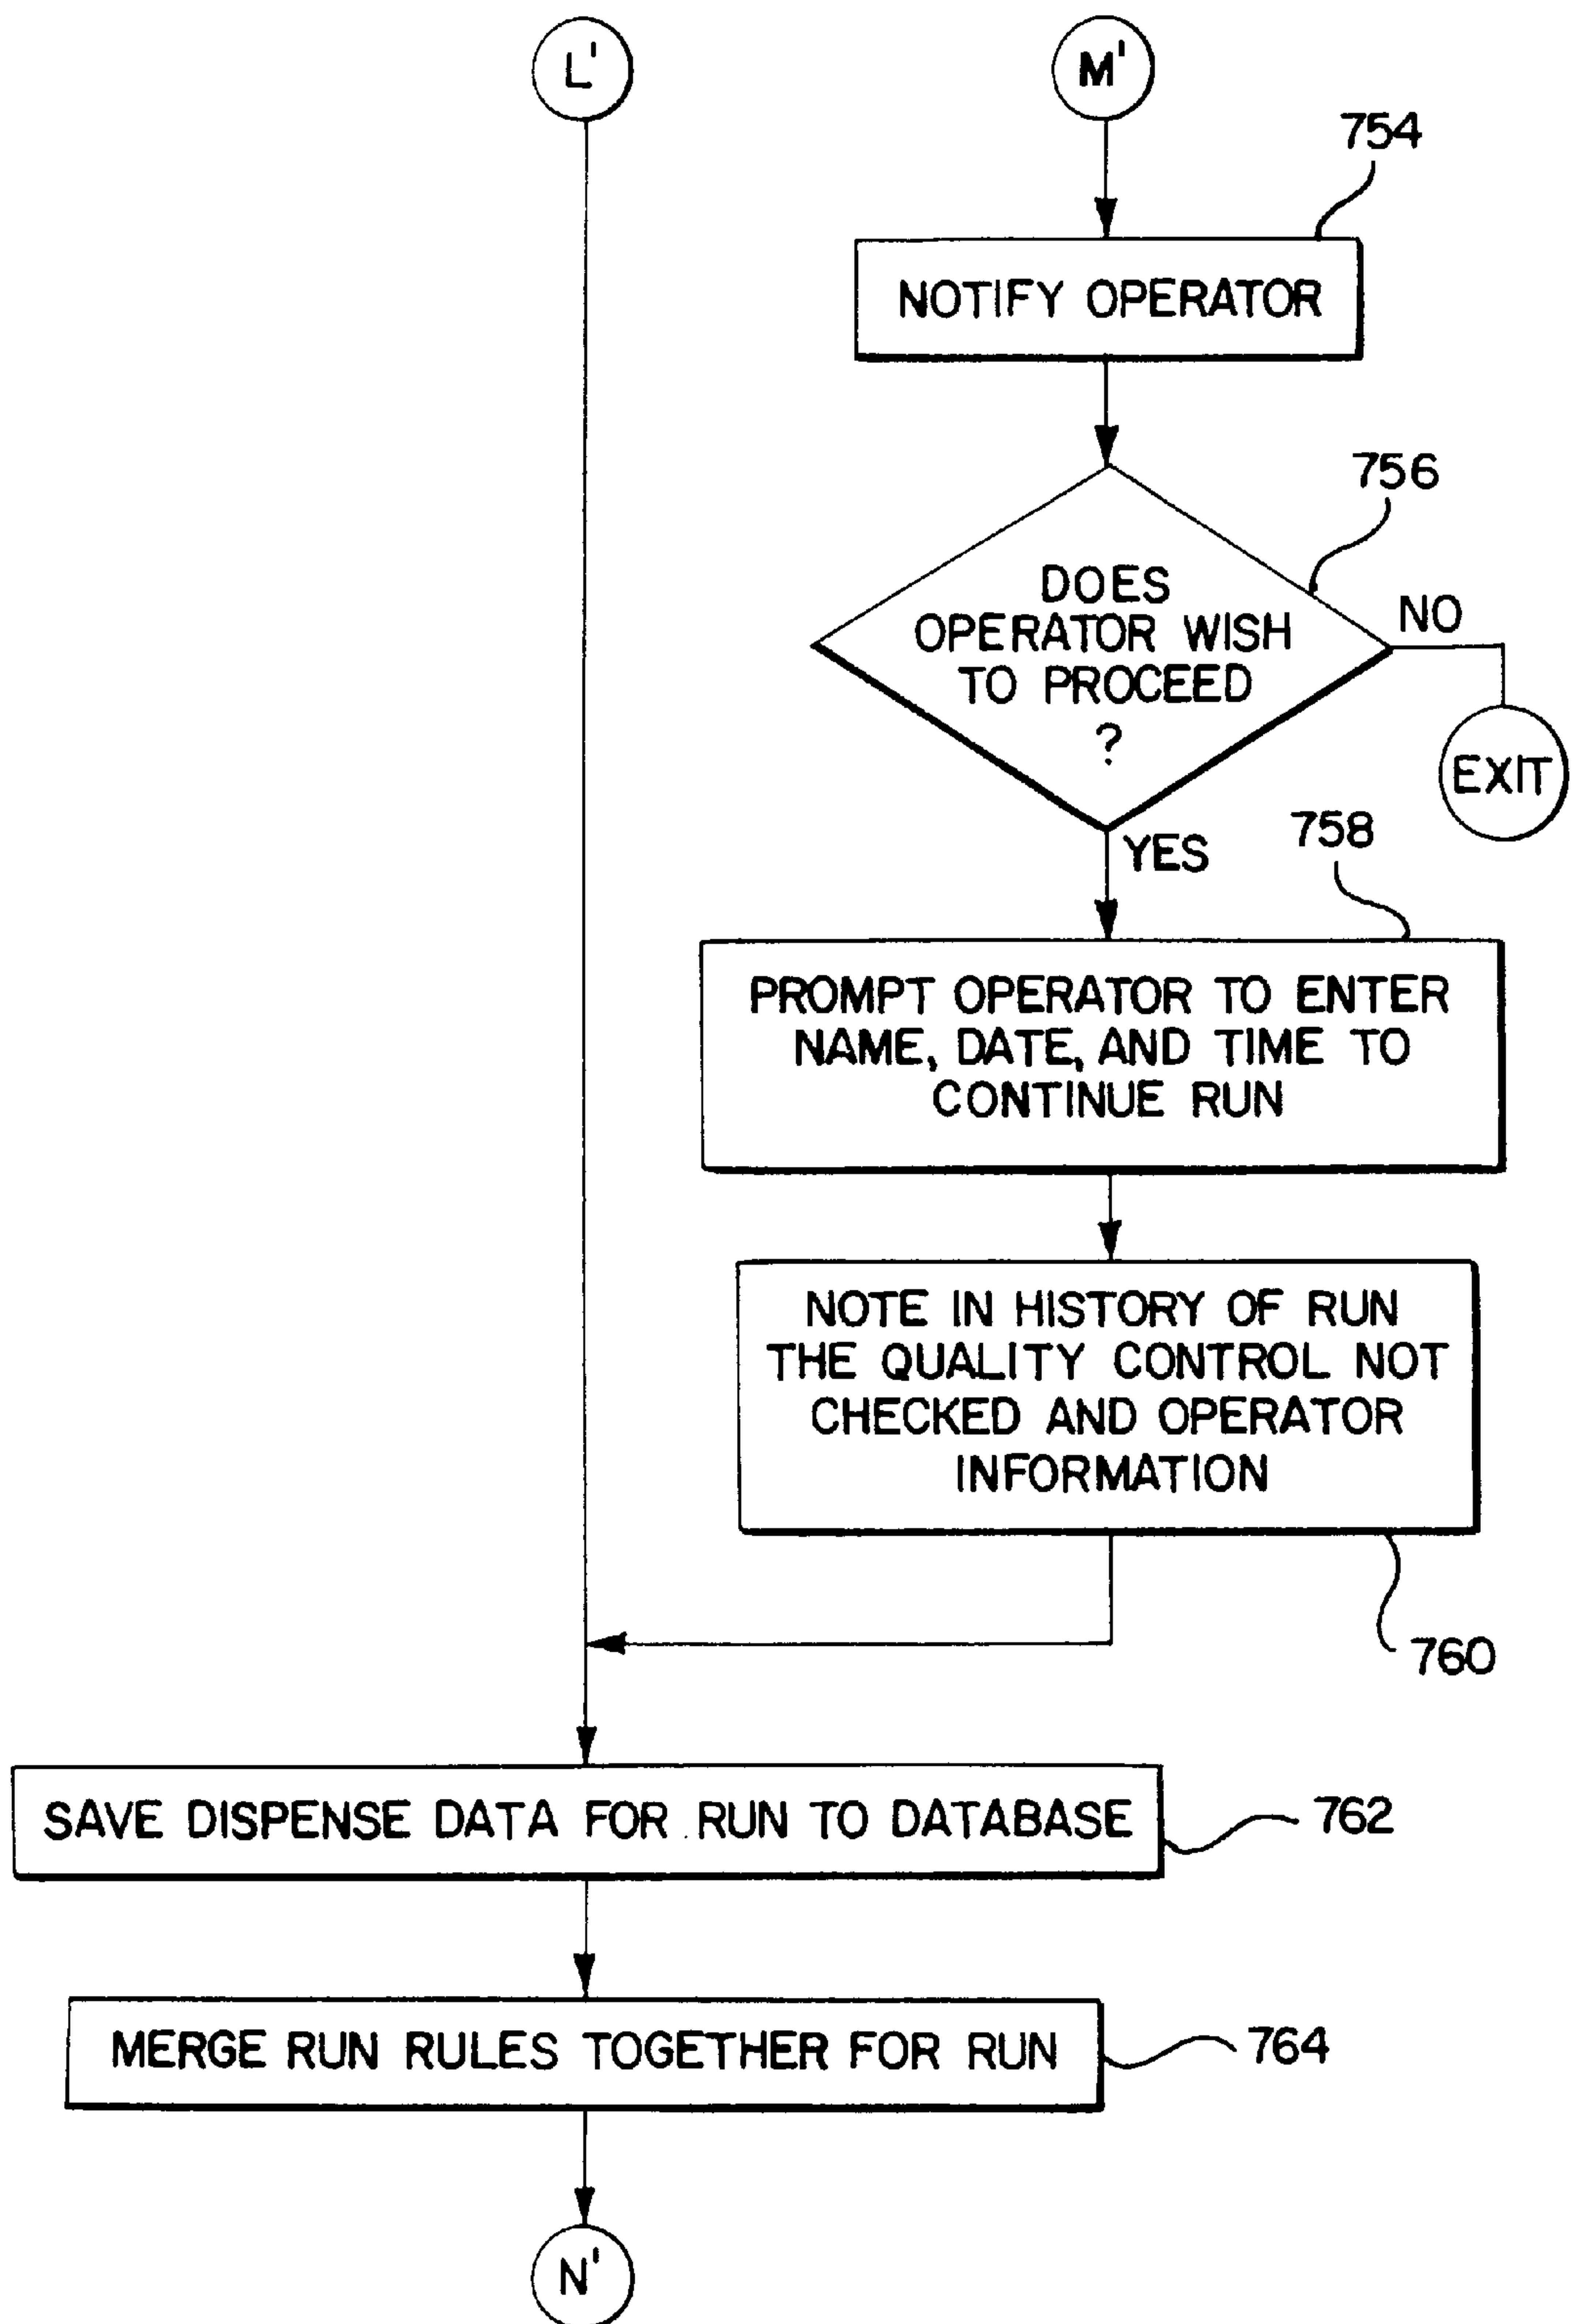 L'
M'
754
NOTIFY OPERATOR
756
DOES
OPERATOR WISH
TO PROCEED
?
NO
EXIT
YES
758
PROMPT OPERATOR TO ENTER
NAME, DATE, AND TIME TO
CONTINUE RUN
NOTE IN HISTORY OF RUN
THE QUALITY CONTROL NOT
CHECKED AND OPERATOR
INFORMATION
760
SAVE DISPENSE DATA FOR RUN TO DATABASE
762
MERGE RUN RULES TOGETHER FOR RUN
764
N'